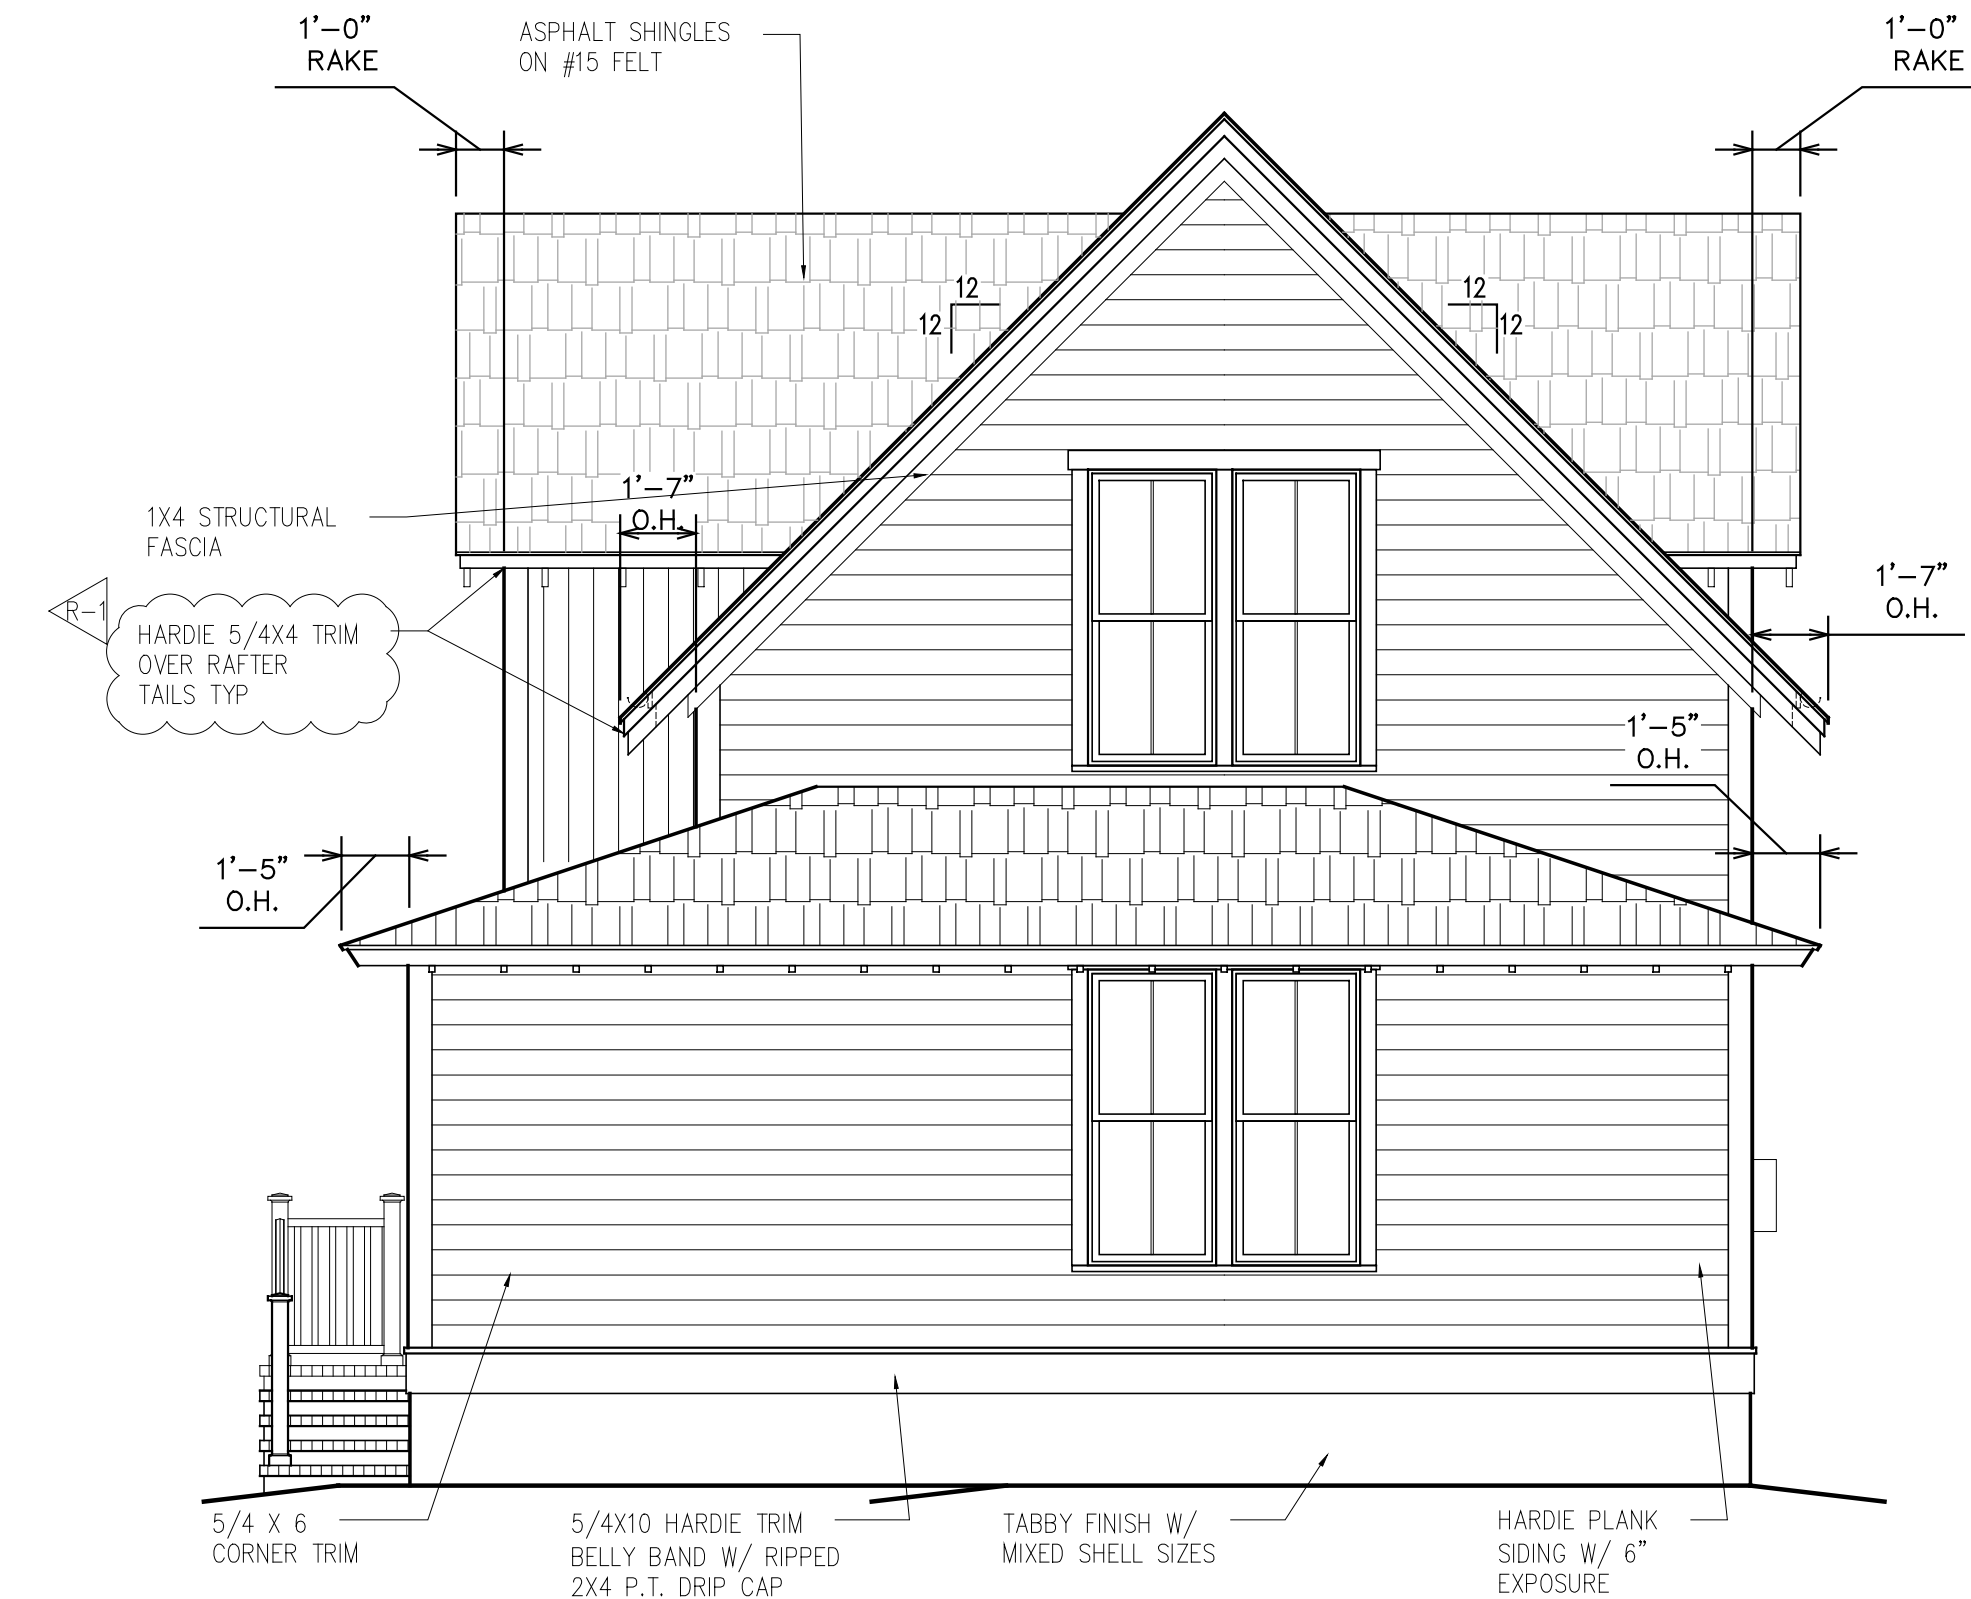 1'-0"
RAKE
ASPHALT SHINGLES
ON #15 FELT
1'-0"
RAKE
12
12
12
12
1'-7"
O.H.
1X4 STRUCTURAL
FASCIA
R-1
HARDIE 5/4X4 TRIM
OVER RAFTER
TAILS TYP
1'-7"
O.H.
1'-5"
O.H.
1'-5"
O.H.
5/4 X 6
CORNER TRIM
5/4X10 HARDIE TRIM
BELLY BAND W/ RIPPED
2X4 P.T. DRIP CAP
TABBY FINISH W/
MIXED SHELL SIZES
HARDIE PLANK
SIDING W/ 6"
EXPOSURE